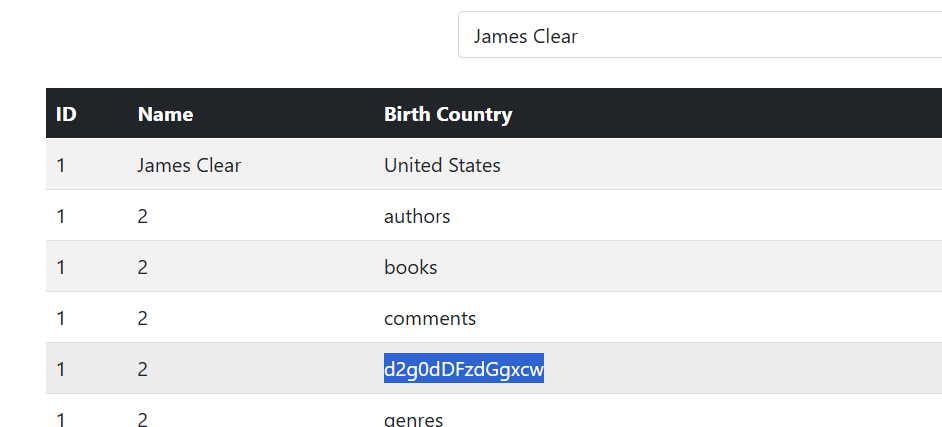 James Clear
ID Name Birth Country
1 James Clear United States
1 2 authors
1 2 books
1 2 comments
1 2 d2g0dDFzdGgxcw
1 2 genres